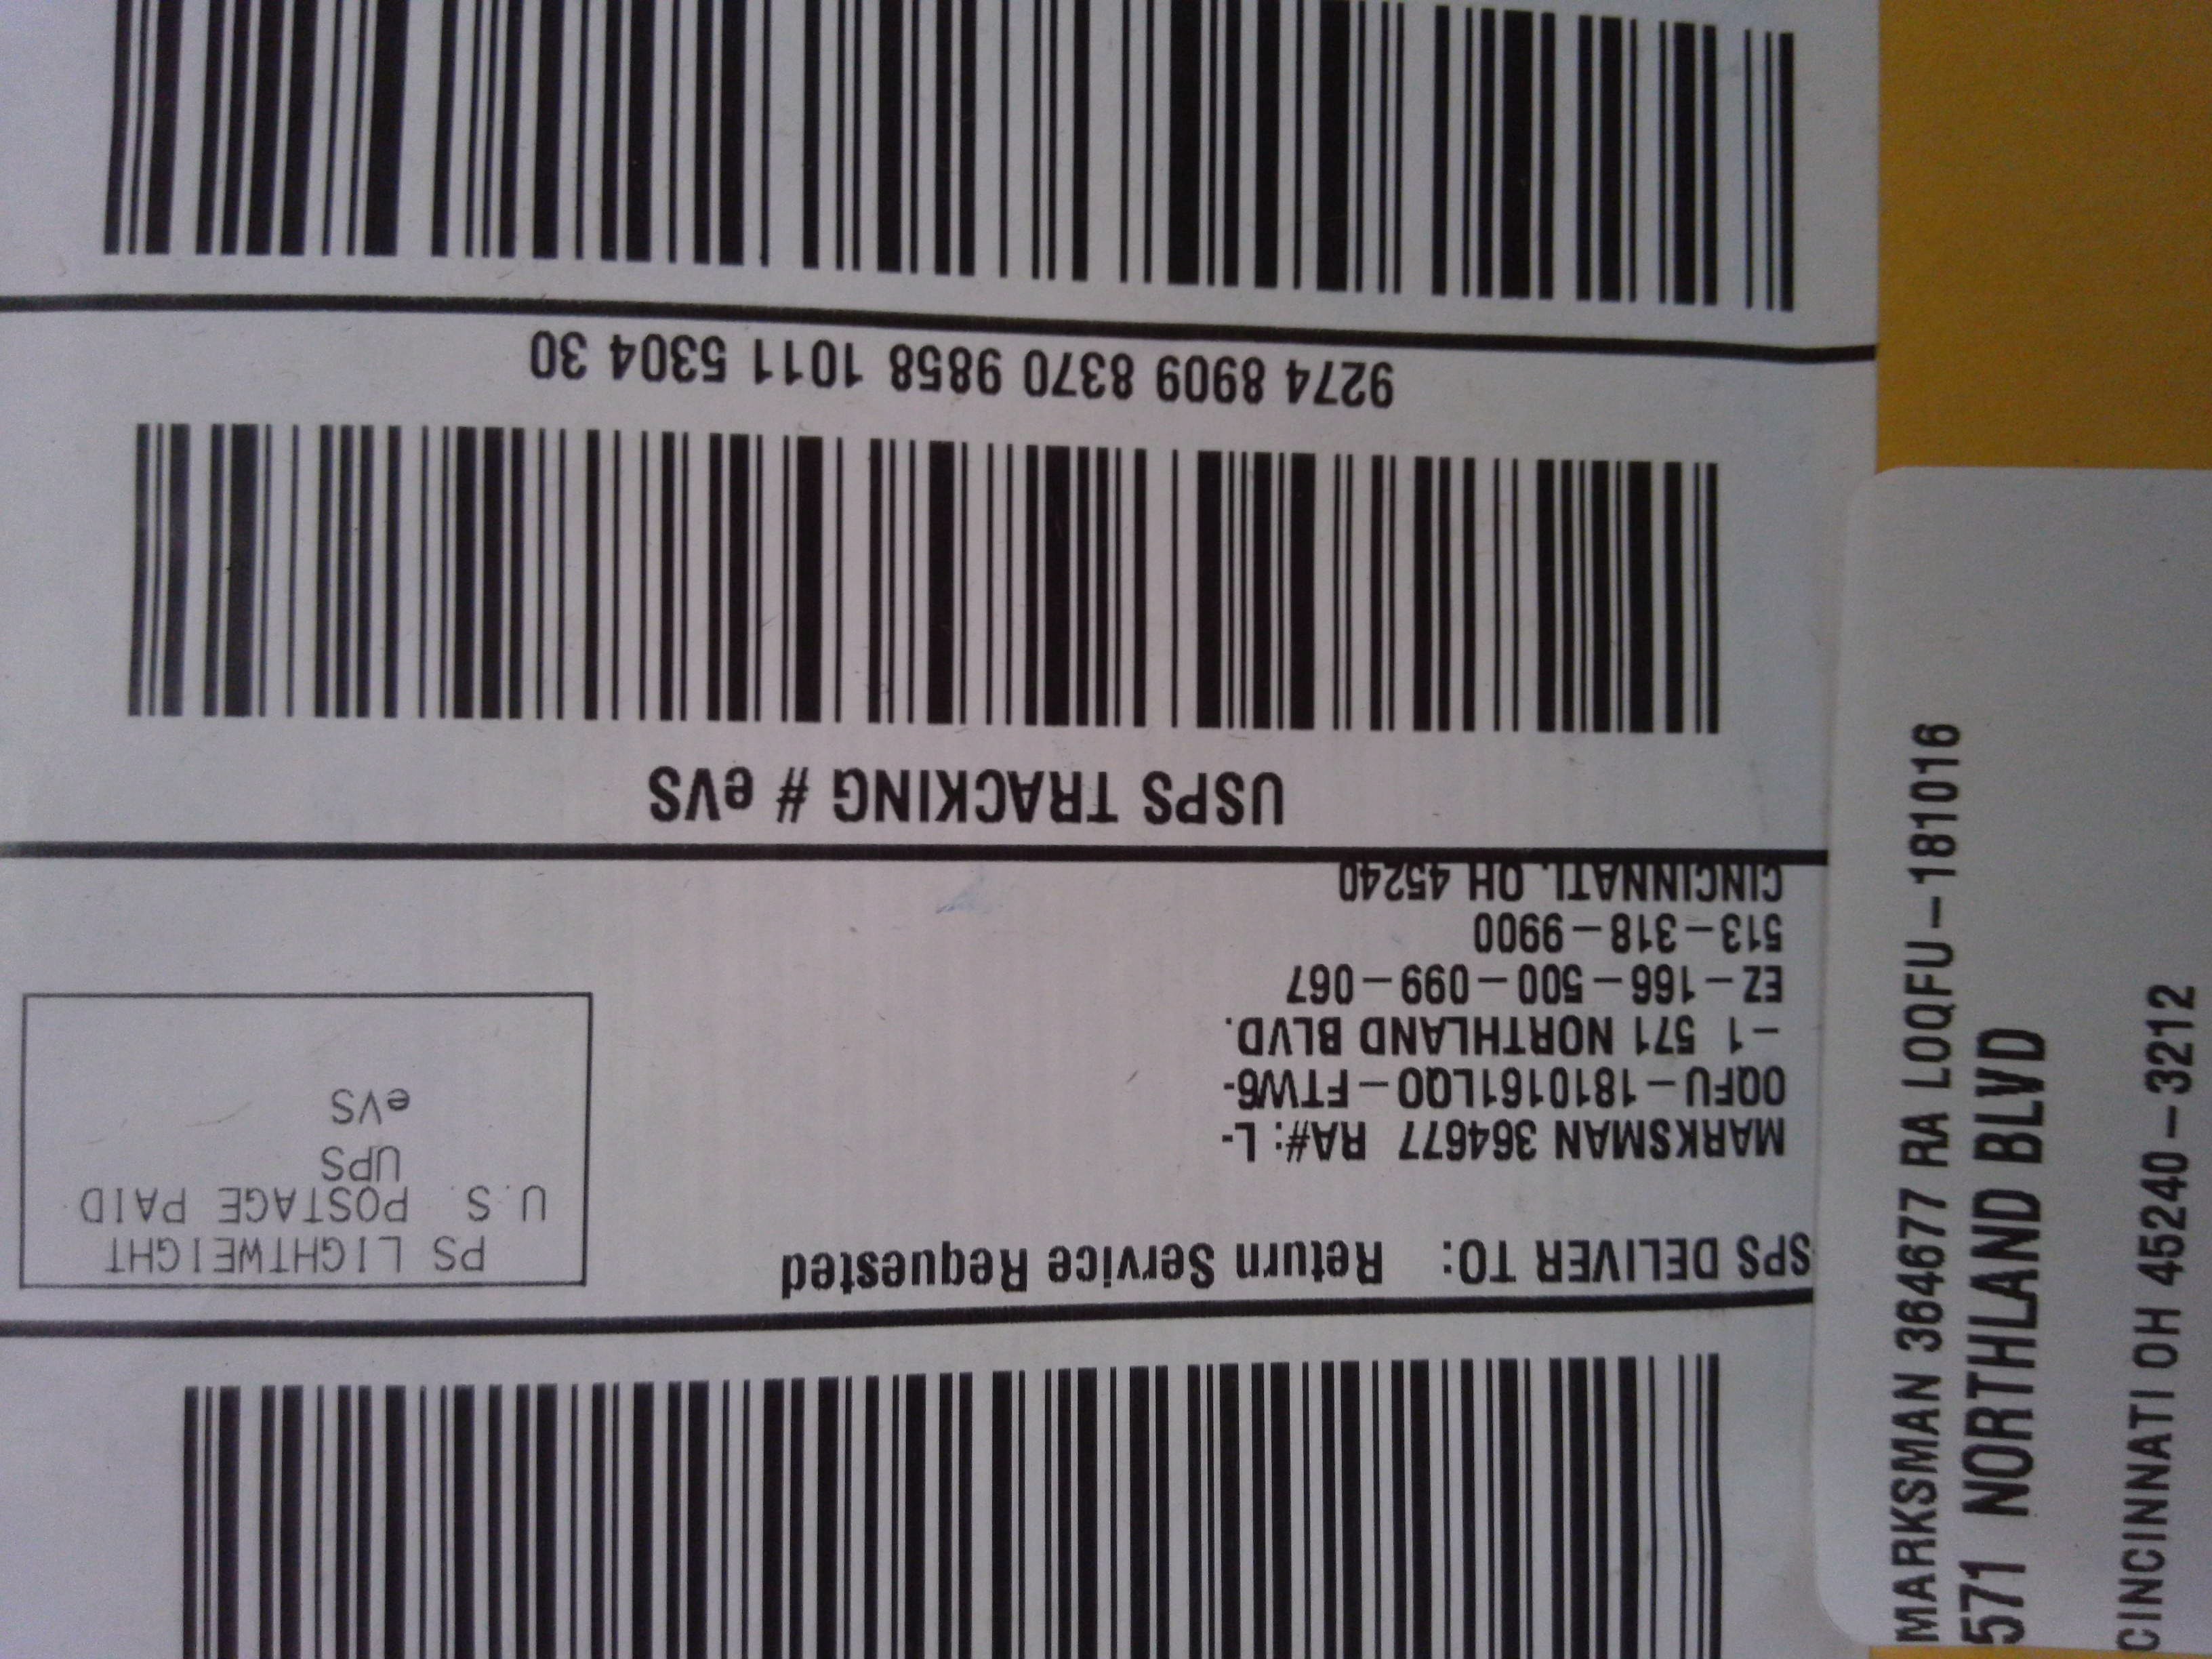 SPS DELIVER TO: Return Service Requested
MARKSMAN 364677 RA#: L-
OQFU-1810161LQ0-FTW6-
-1 571 NORTHLAND BLVD.
EZ-166-500-099-067
513-318-9900
CINCINNATI, OH 45240
PS LIGHTWEIGHT
U.S. POSTAGE PAID
UPS
eVS
USPS TRACKING # eVS
9274 8909 8370 9858 1011 5304 30
MARKSMAN 364677 RA LOQFU-181016
571 NORTHLAND BLVD
CINCINNATI OH 45240-3212